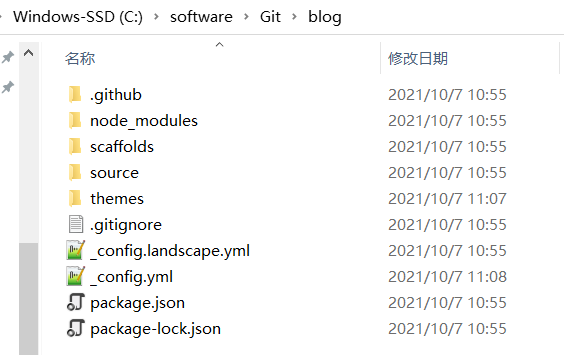 Windows-SSD (C:) > software > Git > blog
名称 修改日期
.github 2021/10/7 10:55
node_modules 2021/10/7 10:55
scaffolds 2021/10/7 10:55
source 2021/10/7 10:55
themes 2021/10/7 11:07
.gitignore 2021/10/7 10:55
_config.landscape.yml 2021/10/7 10:55
_config.yml 2021/10/7 11:08
package.json 2021/10/7 10:55
package-lock.json 2021/10/7 10:55